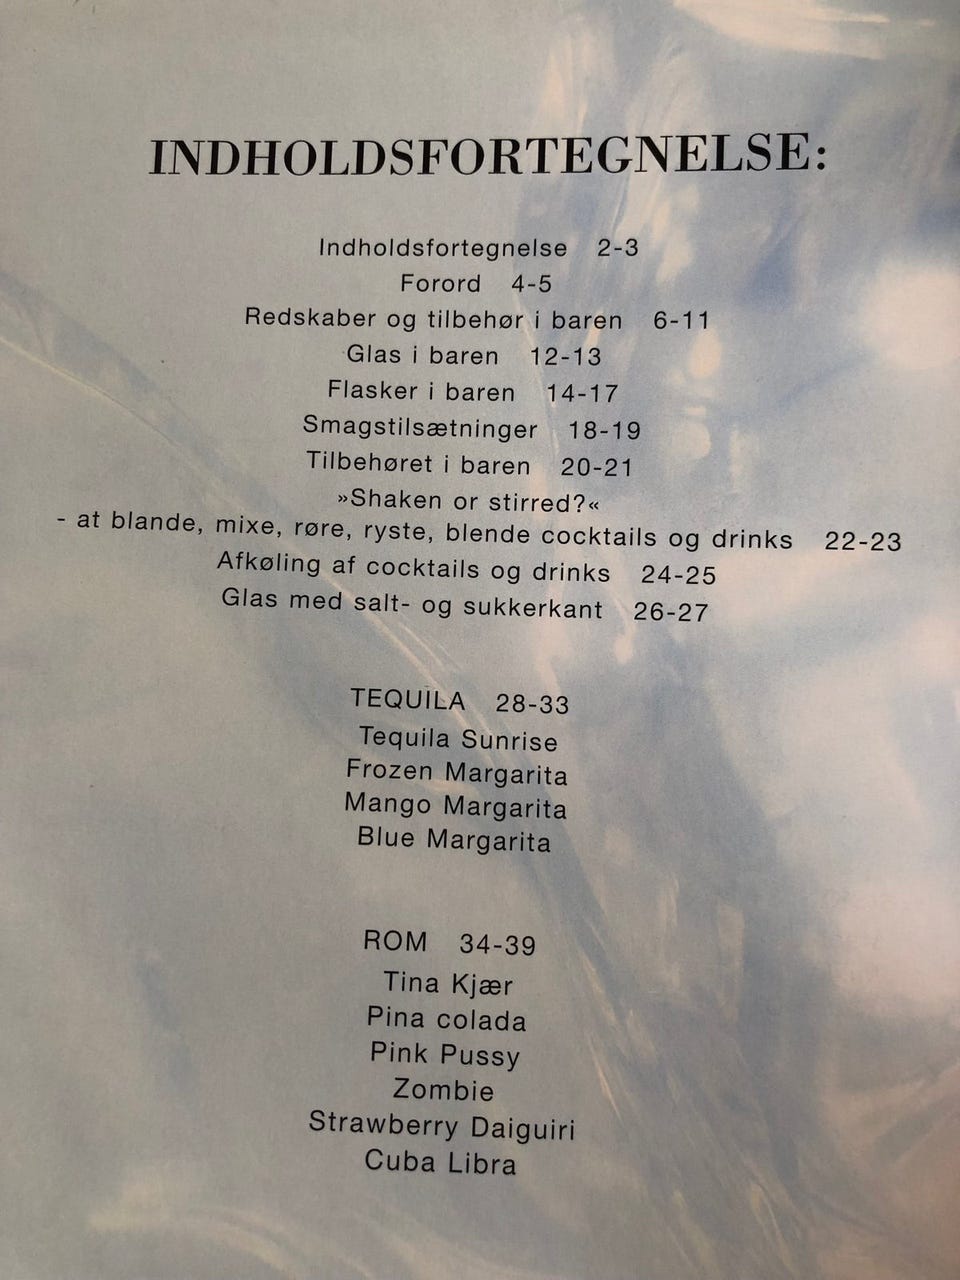 INDHOLDSFORTEGNELSE:
Indholdsfortegnelse 2-3
Forord 4-5
Redskaber og tilbehør i baren 6-11
Glas i baren 12-13
Flasker i baren 14-17
Smagstilsætninger 18-19
Tilbehøret i baren 20-21
»Shaken or stirred?«
- at blande, mixe, røre, ryste, blende cocktails og drinks 22-23
Afkøling af cocktails og drinks 24-25
Glas med salt- og sukkerkant 26-27
TEQUILA 28-33
Tequila Sunrise
Frozen Margarita
Mango Margarita
Blue Margarita
ROM 34-39
Tina Kjær
Pina colada
Pink Pussy
Zombie
Strawberry Daiguiri
Cuba Libra